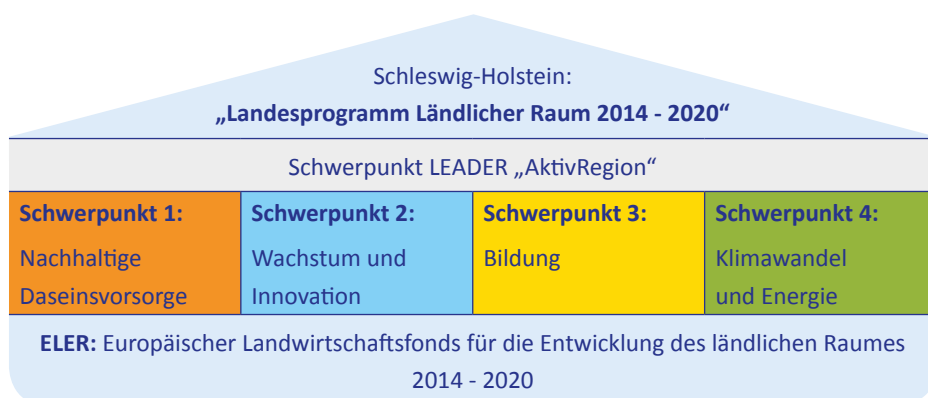 Schleswig-Holstein:
„Landesprogramm Ländlicher Raum 2014 - 2020“
Schwerpunkt LEADER „AktivRegion“
Schwerpunkt 1:
Nachhaltige
Daseinsvorsorge
Schwerpunkt 2:
Wachstum und
Innovation
Schwerpunkt 3:
Bildung
Schwerpunkt 4:
Klimawandel
und Energie
ELER: Europäischer Landwirtschaftsfonds für die Entwicklung des ländlichen Raumes
2014 - 2020